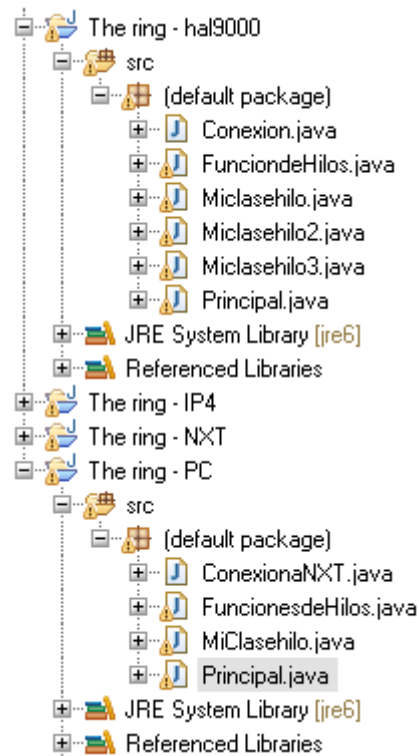 The ring - hal9000
src
(default package)
Conexion.java
FunciondeHilos.java
Miclasehilo.java
Miclasehilo2.java
Miclasehilo3.java
Principal.java
JRE System Library [jre6]
Referenced Libraries
The ring - IP4
The ring - NXT
The ring - PC
src
(default package)
ConexionaNXT.java
FuncionesdeHilos.java
MiClasehilo.java
Principal.java
JRE System Library [jre6]
Referenced Libraries